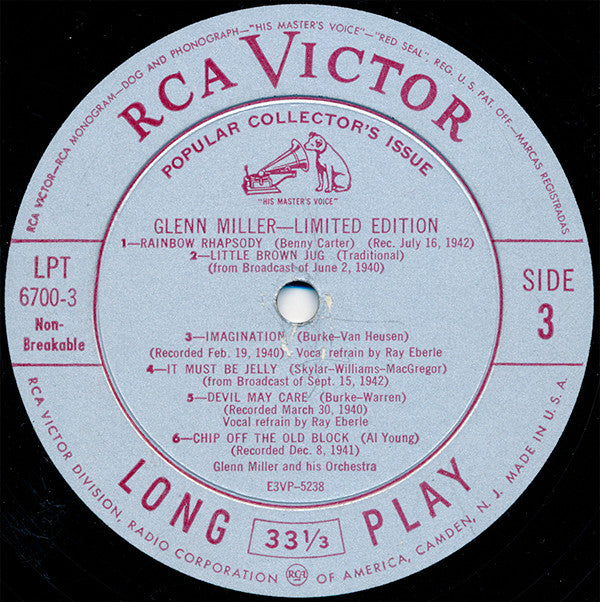 RCA VICTOR—RCA MONOGRAM—DOG AND PHONOGRAPH—"HIS MASTER'S VOICE"—"RED SEAL", REG. U.S. PAT. OFF.—MARCAS REGISTRADAS
RCA VICTOR
POPULAR COLLECTOR'S ISSUE
"HIS MASTER'S VOICE"
GLENN MILLER—LIMITED EDITION
1—RAINBOW RHAPSODY (Benny Carter) (Rec. July 16, 1942)
2—LITTLE BROWN JUG (Traditional)
(from Broadcast of June 2, 1940)
LPT
6700-3
Non-
Breakable
SIDE
3
3—IMAGINATION (Burke-Van Heusen)
(Recorded Feb. 19, 1940) Vocal refrain by Ray Eberle
4—IT MUST BE JELLY (Skylar-Williams-MacGregor)
(from Broadcast of Sept. 15, 1942)
5—DEVIL MAY CARE (Burke-Warren)
(Recorded March 30, 1940)
Vocal refrain by Ray Eberle
6—CHIP OFF THE OLD BLOCK (Al Young)
(Recorded Dec. 8, 1941)
Glenn Miller and his Orchestra
E3VP-5238
LONG 33⅓ PLAY
RCA VICTOR DIVISION, RADIO CORPORATION RCA OF AMERICA, CAMDEN, N. J. MADE IN U.S.A.